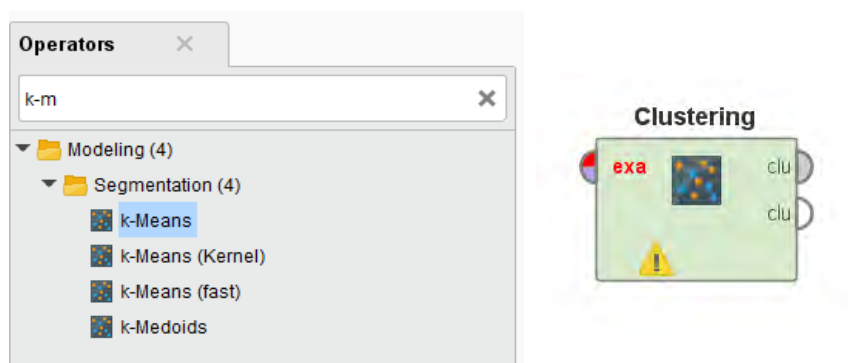 Operators
k-m
Modeling (4)
Segmentation (4)
k-Means
k-Means (Kernel)
k-Means (fast)
k-Medoids
Clustering
exa clu
clu